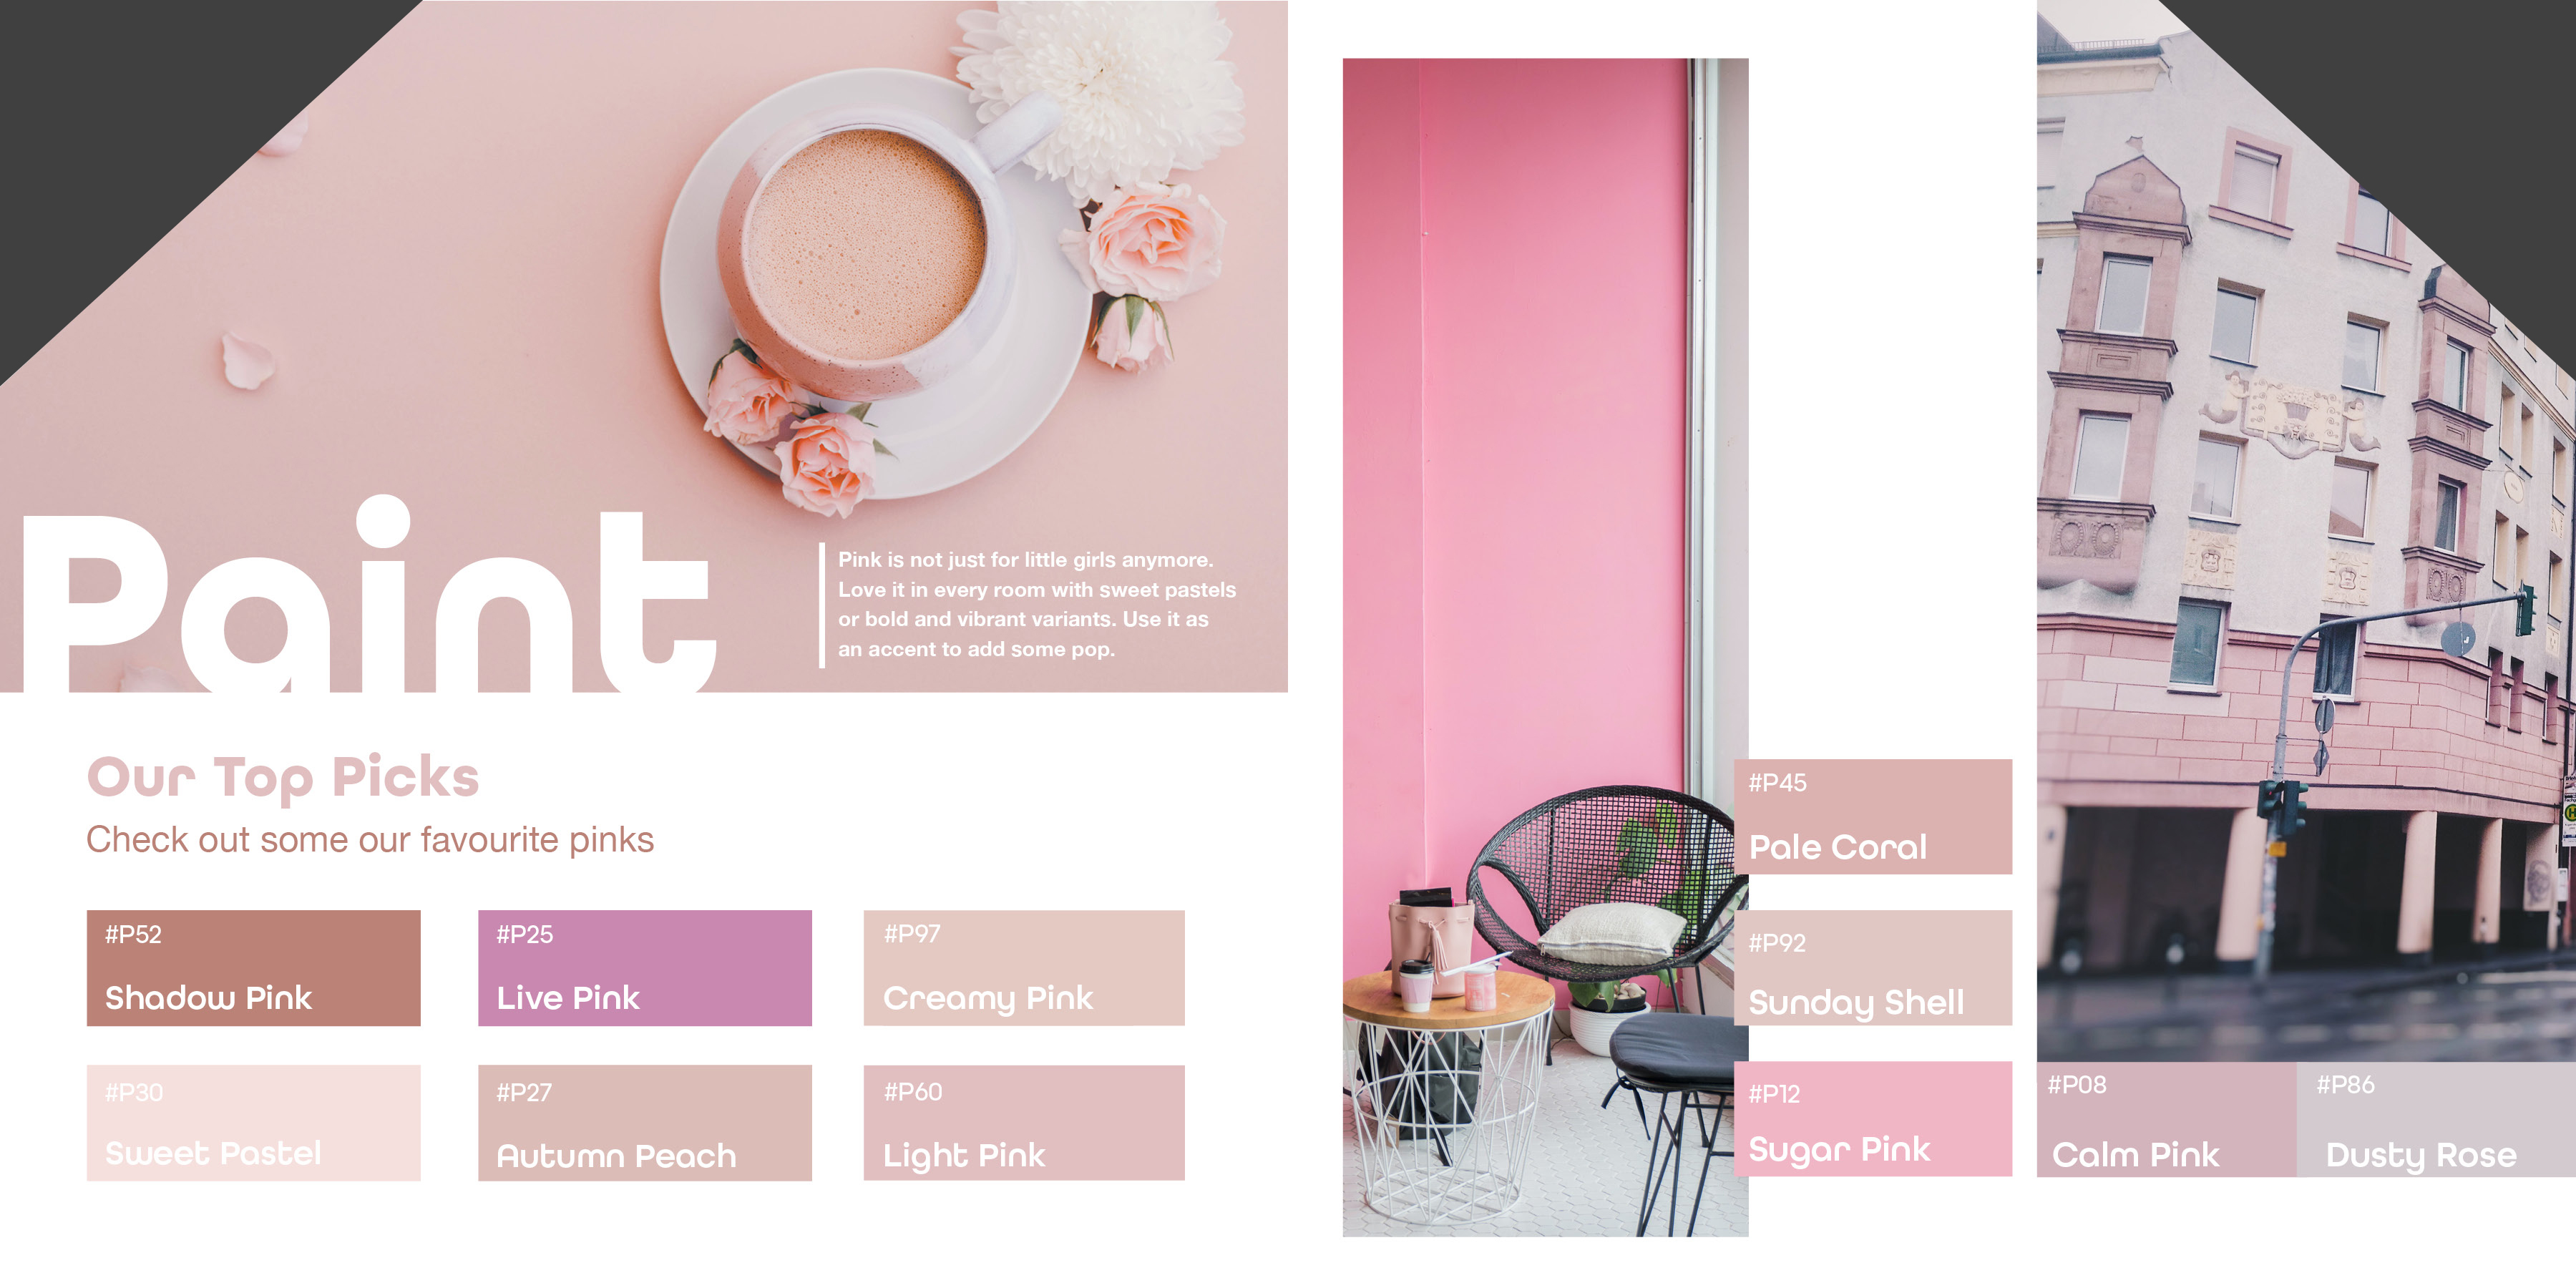 Paint
Pink is not just for little girls anymore.
Love it in every room with sweet pastels
or bold and vibrant variants. Use it as
an accent to add some pop.
Our Top Picks
Check out some our favourite pinks
#P52
Shadow Pink
#P25
Live Pink
#P97
Creamy Pink
#P30
Sweet Pastel
#P27
Autumn Peach
#P60
Light Pink
#P45
Pale Coral
#P92
Sunday Shell
#P12
Sugar Pink
#P08
Calm Pink
#P86
Dusty Rose